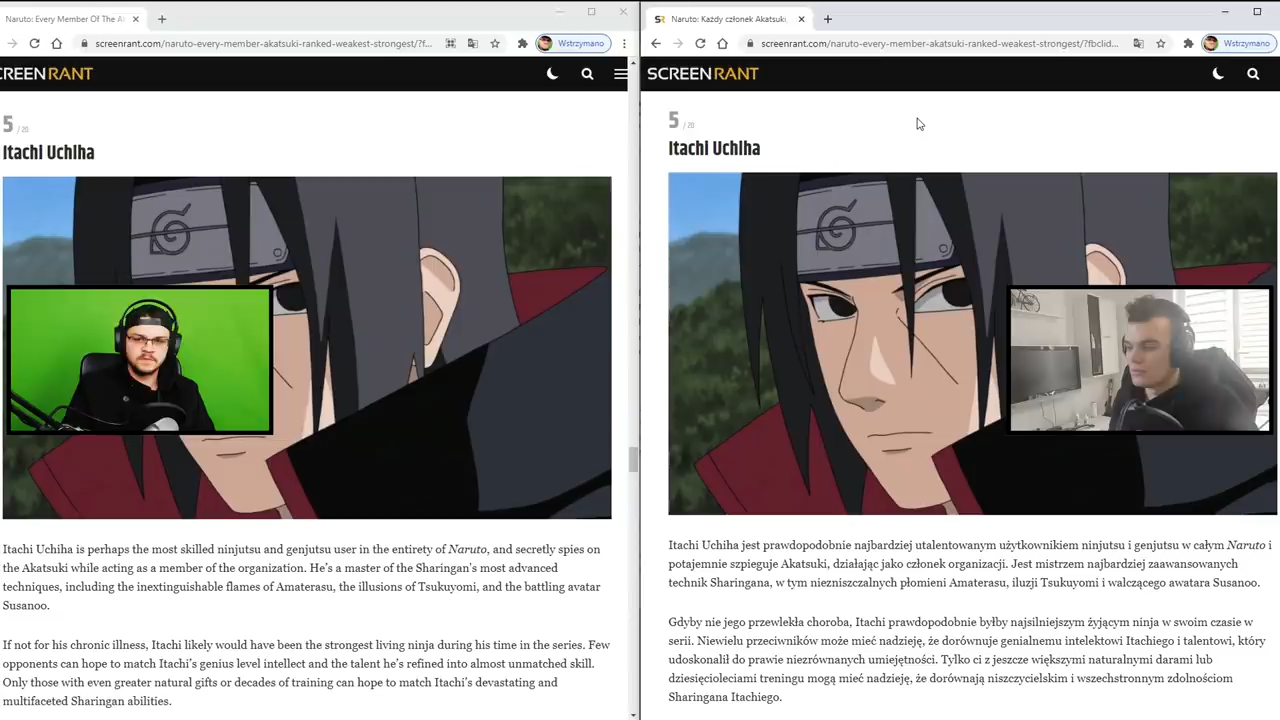 Naruto: Every Member Of The A
screenrant.com/naruto-every-member-akatsuki-ranked-weakest-strongest/?f...
Wstrzymano
CREENRANT
5 / 20
Itachi Uchiha
Itachi Uchiha is perhaps the most skilled ninjutsu and genjutsu user in the entirety of Naruto, and secretly spies on
the Akatsuki while acting as a member of the organization. He's a master of the Sharingan's most advanced
techniques, including the inextinguishable flames of Amaterasu, the illusions of Tsukuyomi, and the battling avatar
Susanoo.
If not for his chronic illness, Itachi likely would have been the strongest living ninja during his time in the series. Few
opponents can hope to match Itachi's genius level intellect and the talent he's refined into almost unmatched skill.
Only those with even greater natural gifts or decades of training can hope to match Itachi's devastating and
multifaceted Sharingan abilities.
SR Naruto: Każdy członek Akatsuki
screenrant.com/naruto-every-member-akatsuki-ranked-weakest-strongest/?fbclid...
Wstrzymano
SCREENRANT
5 / 20
Itachi Uchiha
Itachi Uchiha jest prawdopodobnie najbardziej utalentowanym użytkownikiem ninjutsu i genjutsu w całym Naruto i
potajemnie szpieguje Akatsuki, działając jako członek organizacji. Jest mistrzem najbardziej zaawansowanych
technik Sharingana, w tym niezniszczalnych płomieni Amaterasu, iluzji Tsukuyomi i walczącego awatara Susanoo.
Gdyby nie jego przewlekła choroba, Itachi prawdopodobnie byłby najsilniejszym żyjącym ninja w swoim czasie w
serii. Niewielu przeciwników może mieć nadzieję, że dorównuje genialnemu intelektowi Itachiego i talentowi, który
udoskonalił do prawie niezrównanych umiejętności. Tylko ci z jeszcze większymi naturalnymi darami lub
dziesięcioleciami treningu mogą mieć nadzieję, że dorównają niszczycielskim i wszechstronnym zdolnościom
Sharingana Itachiego.